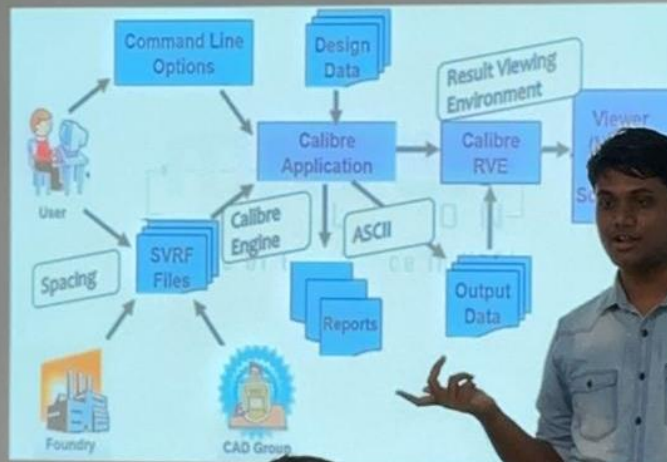 Command Line
Options
Design
Data
Result Viewing
Environment
Viewer
Calibre
Application
Calibre
RVE
User
Calibre
Engine
ASCII
SVRF
Files
Spacing
Reports
Output
Data
Foundry
CAD Group